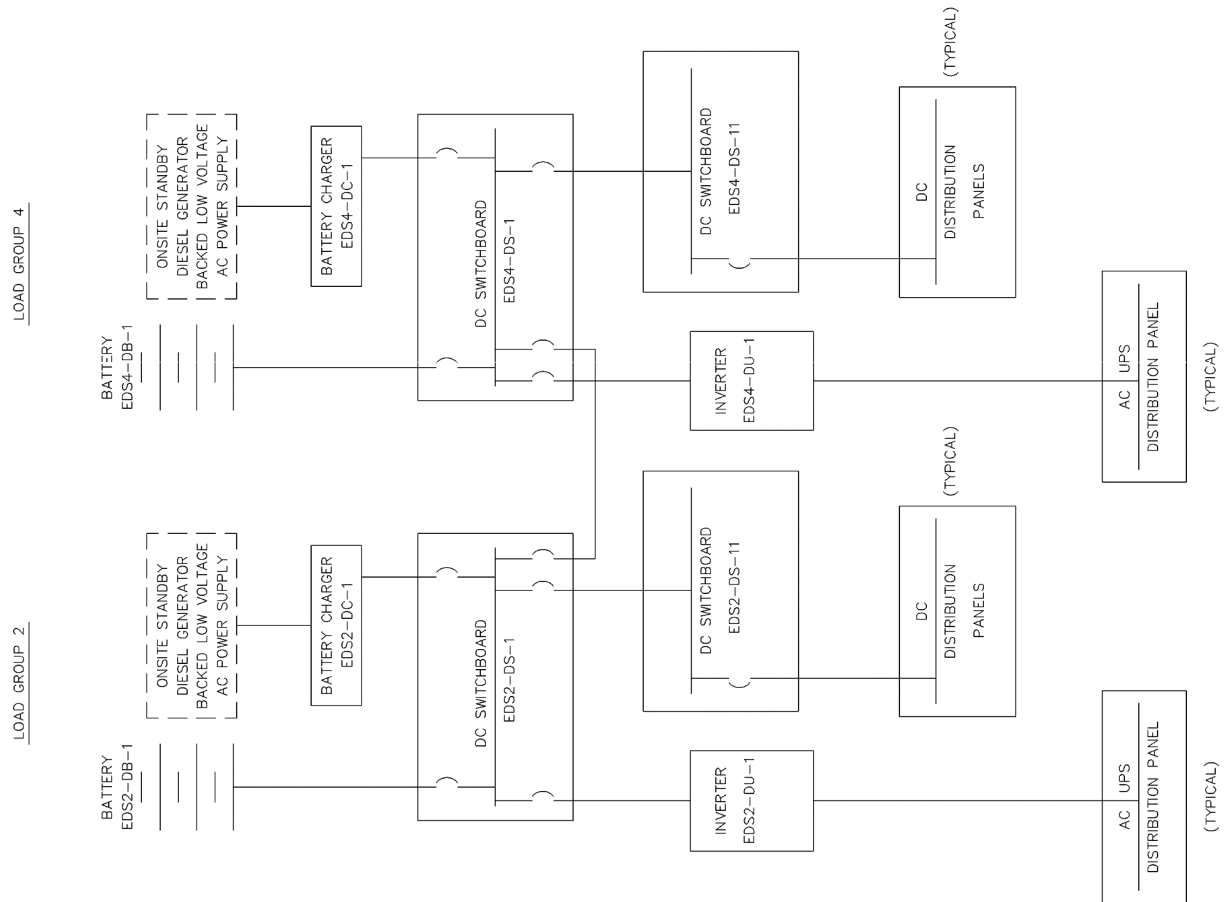 LOAD GROUP 2
BATTERY
EDS2-DB-1
ONSITE STANDBY
DIESEL GENERATOR
BACKED LOW VOLTAGE
AC POWER SUPPLY
BATTERY CHARGER
EDS2-DC-1
DC SWITCHBOARD
EDS2-DS-1
INVERTER
EDS2-DU-1
DC SWITCHBOARD
EDS2-DS-11
DC
DISTRIBUTION
PANELS
(TYPICAL)
AC UPS
DISTRIBUTION PANEL
(TYPICAL)
LOAD GROUP 4
BATTERY
EDS4-DB-1
ONSITE STANDBY
DIESEL GENERATOR
BACKED LOW VOLTAGE
AC POWER SUPPLY
BATTERY CHARGER
EDS4-DC-1
DC SWITCHBOARD
EDS4-DS-1
INVERTER
EDS4-DU-1
DC SWITCHBOARD
EDS4-DS-11
DC
DISTRIBUTION
PANELS
(TYPICAL)
AC UPS
DISTRIBUTION PANEL
(TYPICAL)